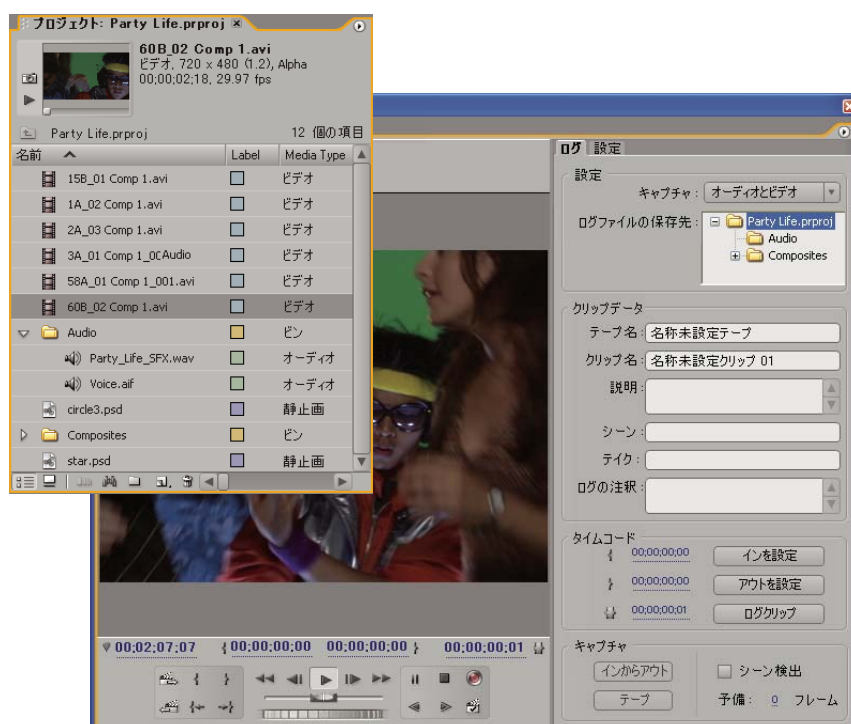 プロジェクト: Party Life.prproj
60B_02 Comp 1.avi
ビデオ, 720 x 480 (1.2), Alpha
00;00;02;18, 29.97 fps
Party Life.prproj 12 個の項目
名前 Label Media Type
15B_01 Comp 1.avi ビデオ
1A_02 Comp 1.avi ビデオ
2A_03 Comp 1.avi ビデオ
3A_01 Comp 1_0(Audio ビデオ
58A_01 Comp 1_001.avi ビデオ
60B_02 Comp 1.avi ビデオ
Audio ビン
Party_Life_SFX.wav オーディオ
Voice.aif オーディオ
circle3.psd 静止画
Composites ビン
star.psd 静止画
ログ 設定
設定
キャプチャ: オーディオとビデオ
ログファイルの保存先: Party Life.prproj
Audio
Composites
クリップデータ
テープ名: 名称未設定テープ
クリップ名: 名称未設定クリップ 01
説明:
シーン:
テイク:
ログの注釈:
タイムコード
{ 00;00;00;00 インを設定
} 00;00;00;00 アウトを設定
{} 00;00;00;01 ログクリップ
キャプチャ
インからアウト シーン検出
テープ 予備: 0 フレーム
00;02;07;07 { 00;00;00;00 00;00;00;00 } 00;00;00;01 {}